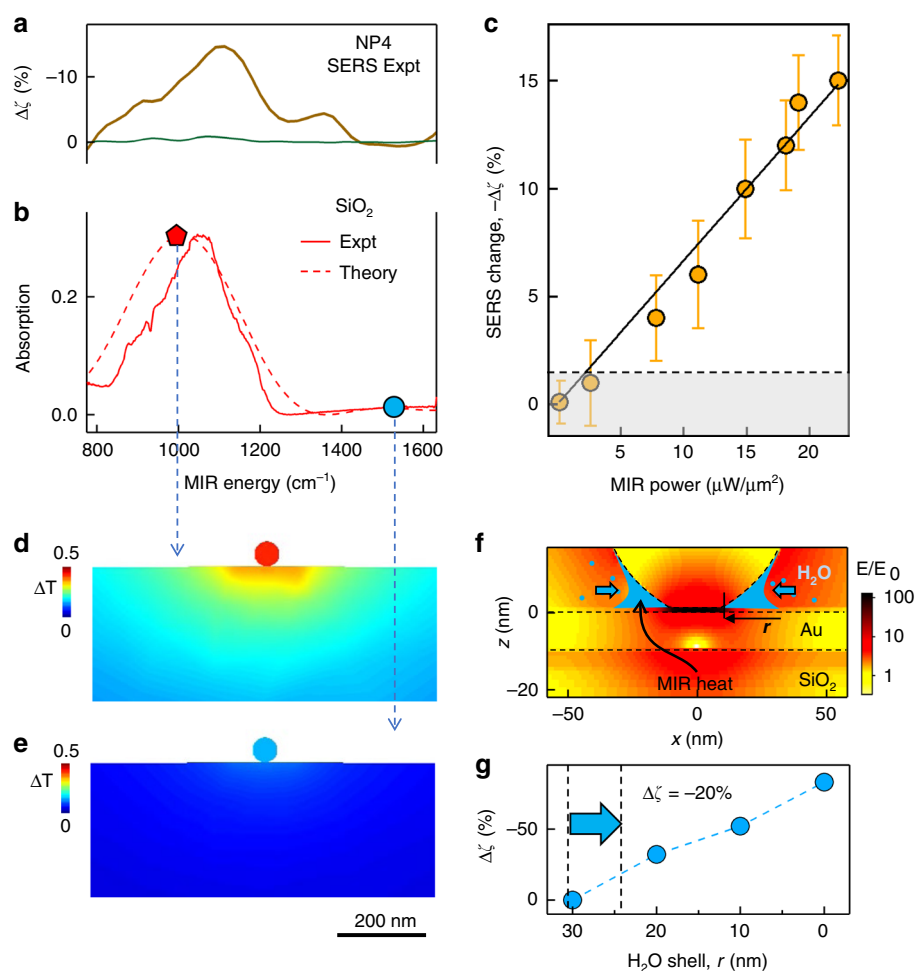 a
NP4
SERS Expt
Δζ (%)
−10
0
b
SiO2
Expt
Theory
Absorption
0.2
0.0
800 1000 1200 1400 1600
MIR energy (cm−1)
c
SERS change, −Δζ (%)
15
10
5
0
5 10 15 20
MIR power (μW/μm2)
d
0.5
ΔT
0
e
0.5
ΔT
0
200 nm
f
H2O
E/E0
100
10
1
z (nm)
0
−20
r
Au
MIR heat
SiO2
−50 0 50
x (nm)
g
Δζ = −20%
Δζ (%)
−50
0
30 20 10 0
H2O shell, r (nm)